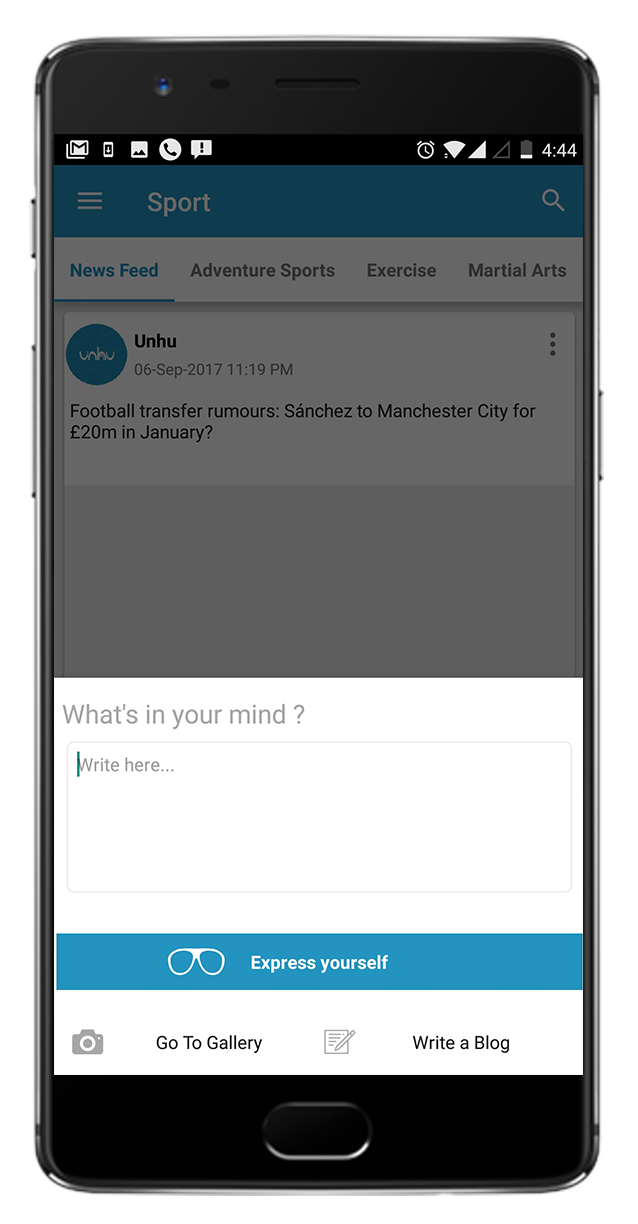 4:44
Sport
News Feed Adventure Sports Exercise Martial Arts
unhu
Unhu
06-Sep-2017 11:19 PM
Football transfer rumours: Sánchez to Manchester City for
£20m in January?
What's in your mind ?
Write here...
Express yourself
Go To Gallery Write a Blog